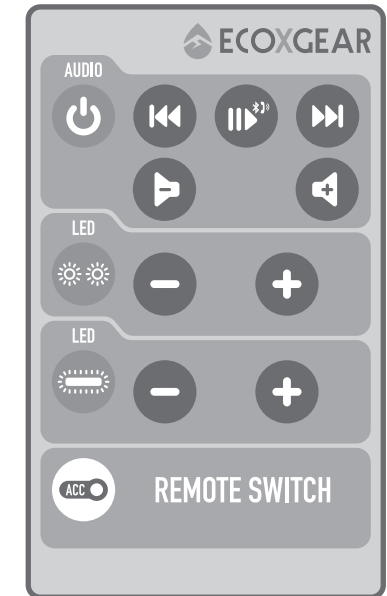 ECOXGEAR
AUDIO
LED
LED
ACC
REMOTE SWITCH